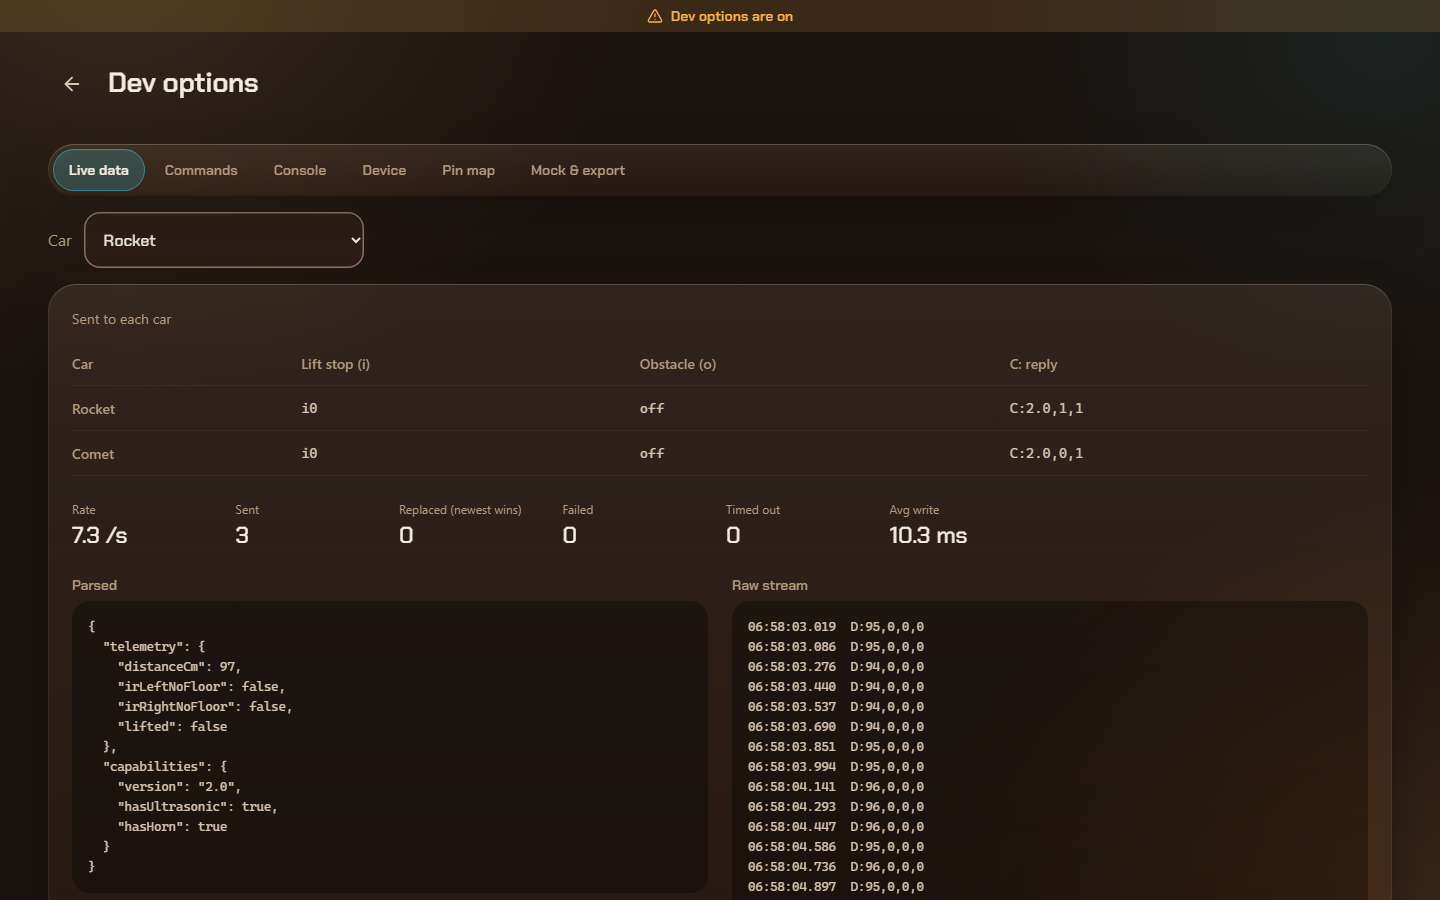 Dev options are on
Dev options
Live data Commands Console Device Pin map Mock & export
Car Rocket
Sent to each car
Car Lift stop (i) Obstacle (o) C: reply
Rocket i0 off C:2.0,1,1
Comet i0 off C:2.0,0,1
Rate Sent Replaced (newest wins) Failed Timed out Avg write
7.3 /s 3 0 0 0 10.3 ms
Parsed
{
"telemetry": {
"distanceCm": 97,
"irLeftNoFloor": false,
"irRightNoFloor": false,
"lifted": false
},
"capabilities": {
"version": "2.0",
"hasUltrasonic": true,
"hasHorn": true
}
}
Raw stream
06:58:03.019 D:95,0,0,0
06:58:03.086 D:95,0,0,0
06:58:03.276 D:94,0,0,0
06:58:03.440 D:94,0,0,0
06:58:03.537 D:94,0,0,0
06:58:03.690 D:94,0,0,0
06:58:03.851 D:95,0,0,0
06:58:03.994 D:95,0,0,0
06:58:04.141 D:96,0,0,0
06:58:04.293 D:96,0,0,0
06:58:04.447 D:96,0,0,0
06:58:04.586 D:95,0,0,0
06:58:04.736 D:96,0,0,0
06:58:04.897 D:95,0,0,0